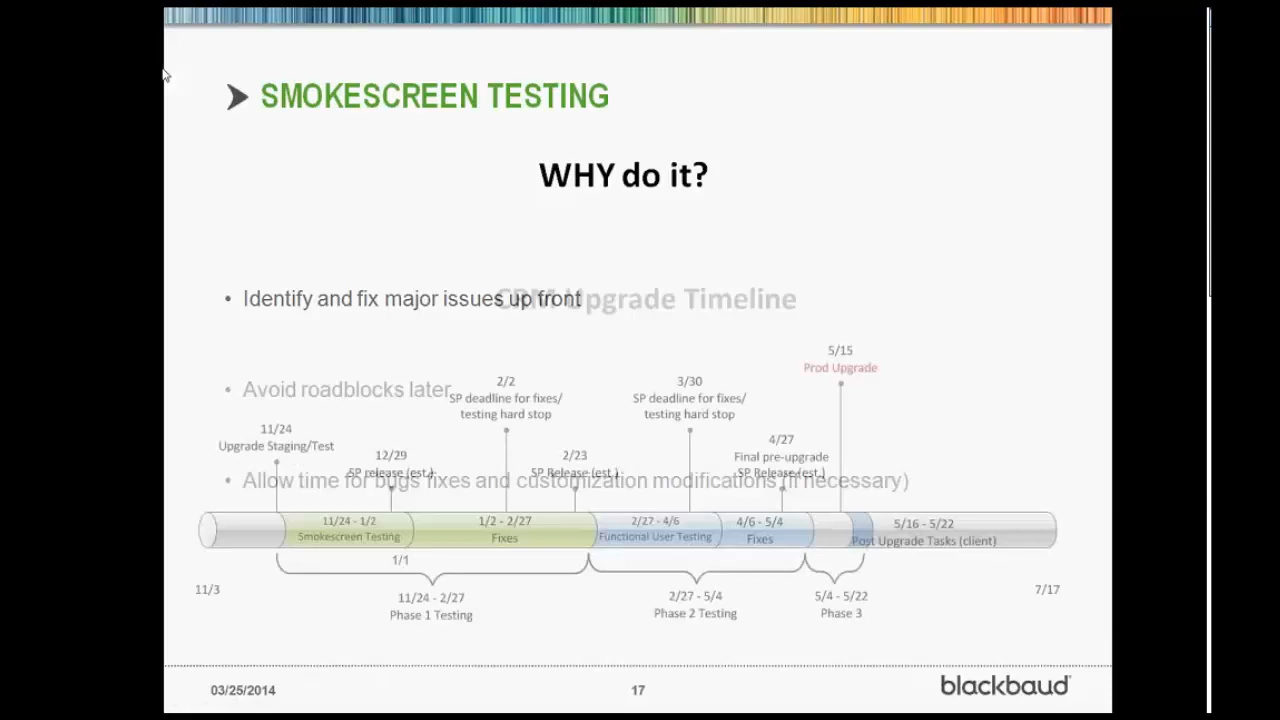 SMOKESCREEN TESTING
WHY do it?
• Identify and fix major issues up front
CRM Upgrade Timeline
• Avoid roadblocks later
• Allow time for bugs fixes and customization modifications (if necessary)
5/15
Prod Upgrade
2/2
SP deadline for fixes/
testing hard stop
3/30
SP deadline for fixes/
testing hard stop
11/24
Upgrade Staging/Test
12/29
SP release (est.)
2/23
SP Release (est.)
4/27
Final pre-upgrade
SP Release (est.)
11/24 - 1/2
Smokescreen Testing
1/2 - 2/27
Fixes
2/27 - 4/6
Functional User Testing
4/6 - 5/4
Fixes
5/16 - 5/22
Post Upgrade Tasks (client)
1/1
11/3
7/17
11/24 - 2/27
Phase 1 Testing
2/27 - 5/4
Phase 2 Testing
5/4 - 5/22
Phase 3
03/25/2014
17
blackbaud